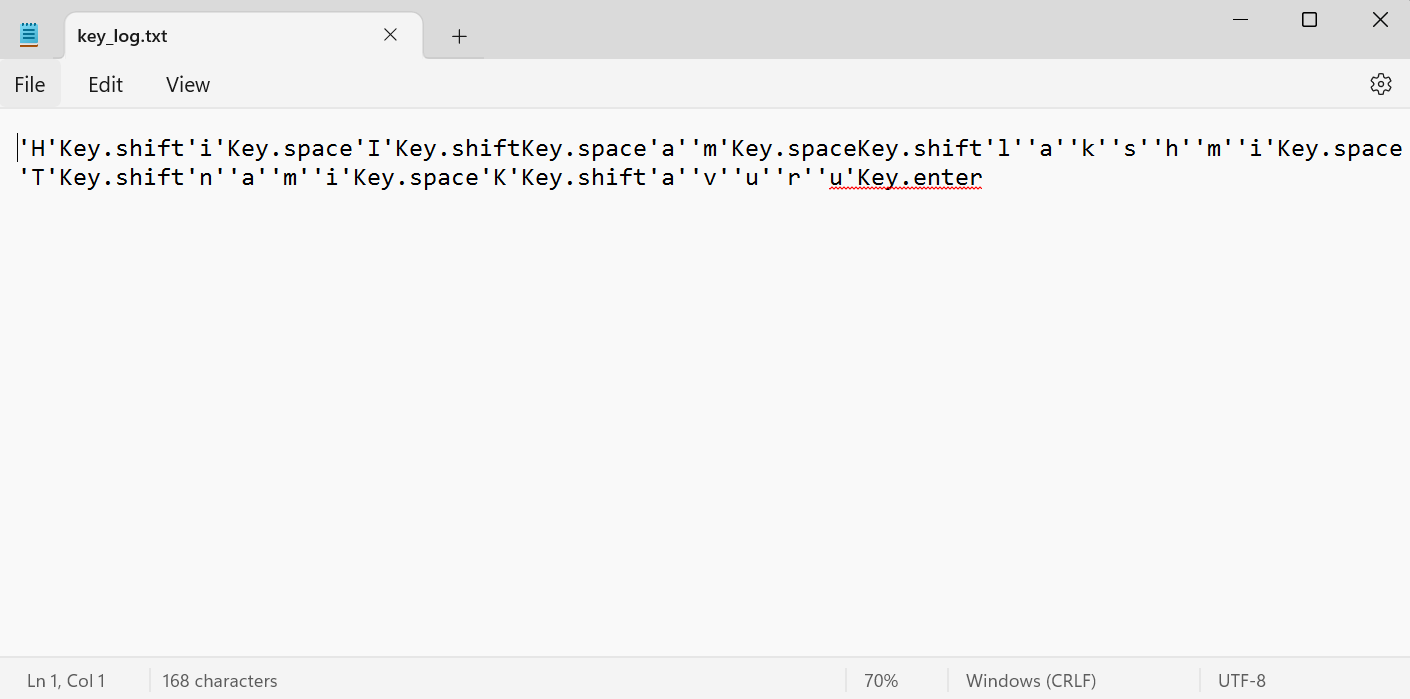 key_log.txt
File Edit View
'H'Key.shift'i'Key.space'I'Key.shiftKey.space'a''m'Key.spaceKey.shift'l''a''k''s''h''m''i'Key.space
'T'Key.shift'n''a''m''i'Key.space'K'Key.shift'a''v''u''r''u'Key.enter
Ln 1, Col 1 168 characters 70% Windows (CRLF) UTF-8